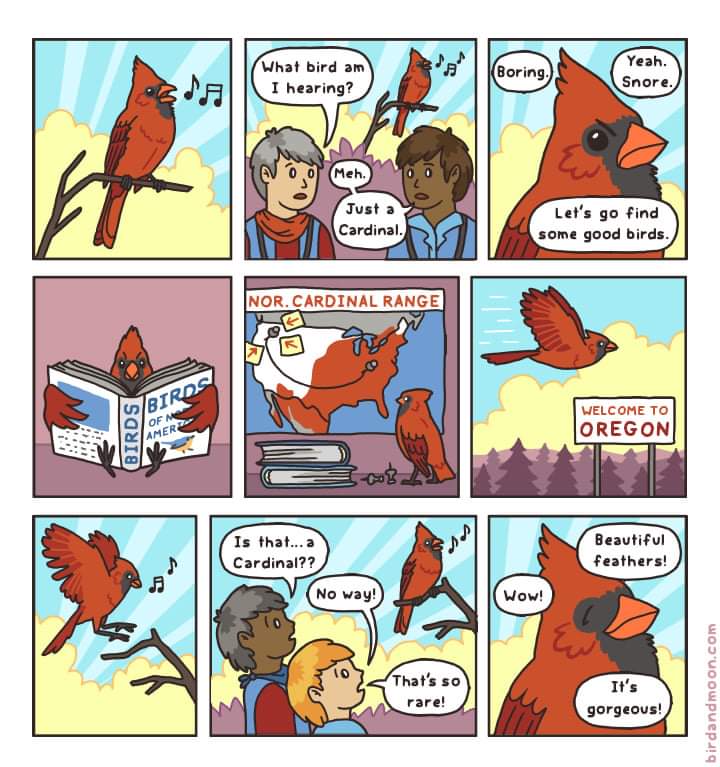 What bird am
I hearing?
Meh.
Just a
Cardinal.
Boring.
Yeah.
Snore.
Let's go find
some good birds.
BIRDS
BIRDS
OF NO
AMERI
NOR. CARDINAL RANGE
WELCOME TO
OREGON
Is that... a
Cardinal??
No way!
That's so
rare!
Beautiful
feathers!
Wow!
It's
gorgeous!
birdandmoon.com